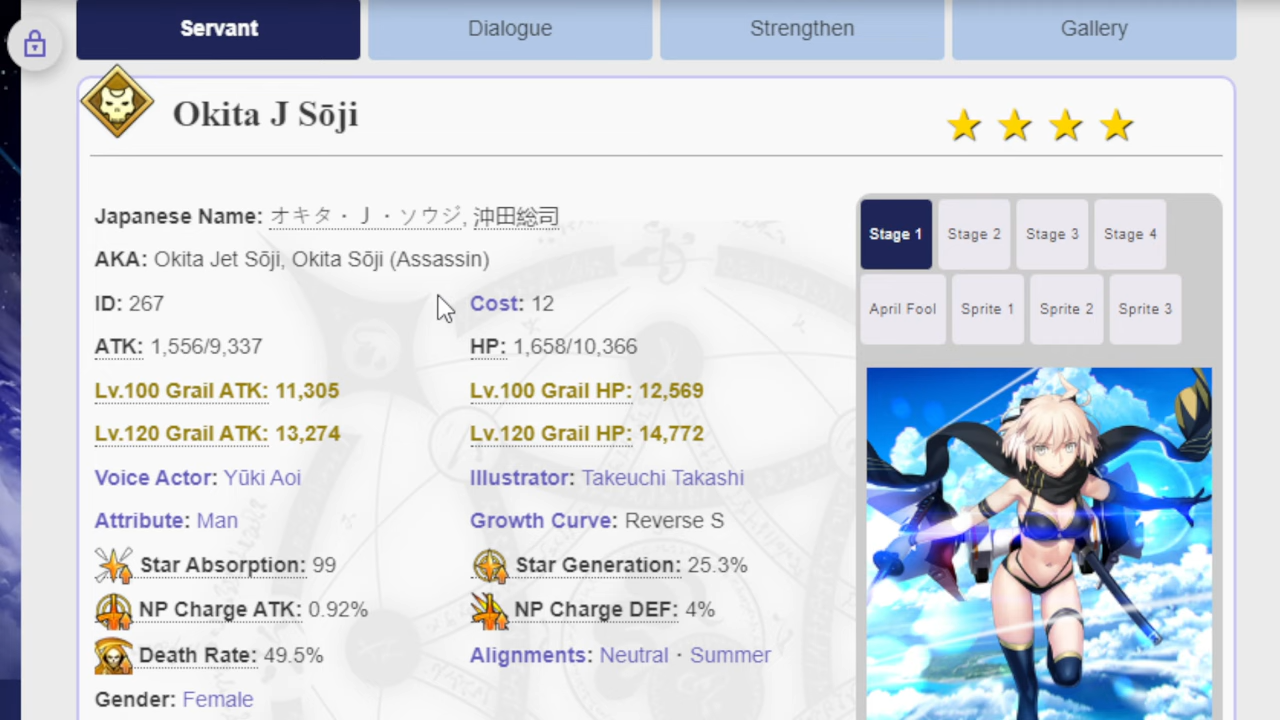 Servant Dialogue Strengthen Gallery
Okita J Sōji
Japanese Name: オキタ・J・ソウジ, 沖田総司
AKA: Okita Jet Sōji, Okita Sōji (Assassin)
ID: 267 Cost: 12
ATK: 1,556/9,337 HP: 1,658/10,366
Lv.100 Grail ATK: 11,305 Lv.100 Grail HP: 12,569
Lv.120 Grail ATK: 13,274 Lv.120 Grail HP: 14,772
Voice Actor: Yūki Aoi Illustrator: Takeuchi Takashi
Attribute: Man Growth Curve: Reverse S
Star Absorption: 99 Star Generation: 25.3%
NP Charge ATK: 0.92% NP Charge DEF: 4%
Death Rate: 49.5% Alignments: Neutral・Summer
Gender: Female
Stage 1 Stage 2 Stage 3 Stage 4
April Fool Sprite 1 Sprite 2 Sprite 3